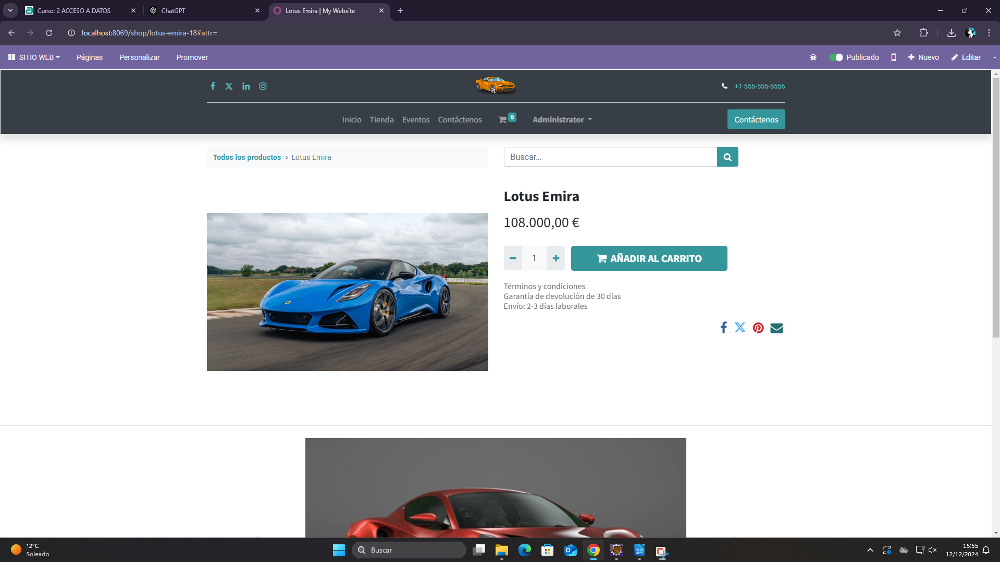 Curso: 2 ACCESO A DATOS
ChatGPT
Lotus Emira | My Website
localhost:8069/shop/lotus-emira-18#attr=
SITIO WEB
Páginas
Personalizar
Promover
Publicado
Nuevo
Editar
+1 555-555-5556
Inicio
Tienda
Eventos
Contáctenos
0
Administrator
Contáctenos
Todos los productos > Lotus Emira
Buscar...
Lotus Emira
108.000,00 €
1
AÑADIR AL CARRITO
Términos y condiciones
Garantía de devolución de 30 días
Envío: 2-3 días laborales
12°C
Soleado
Buscar
15:55
12/12/2024